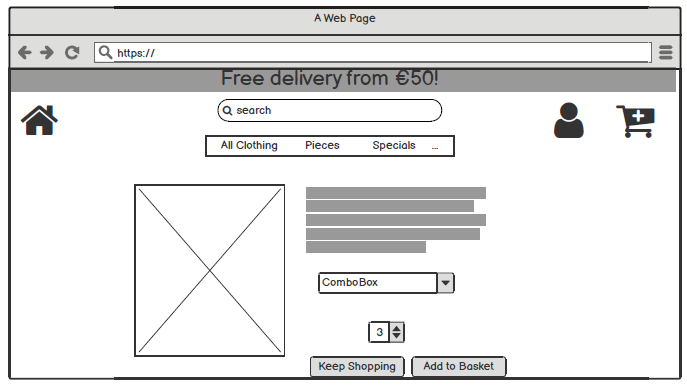 A Web Page
https://
Free delivery from €50!
search
All Clothing Pieces Specials ...
ComboBox
3
Keep Shopping Add to Basket